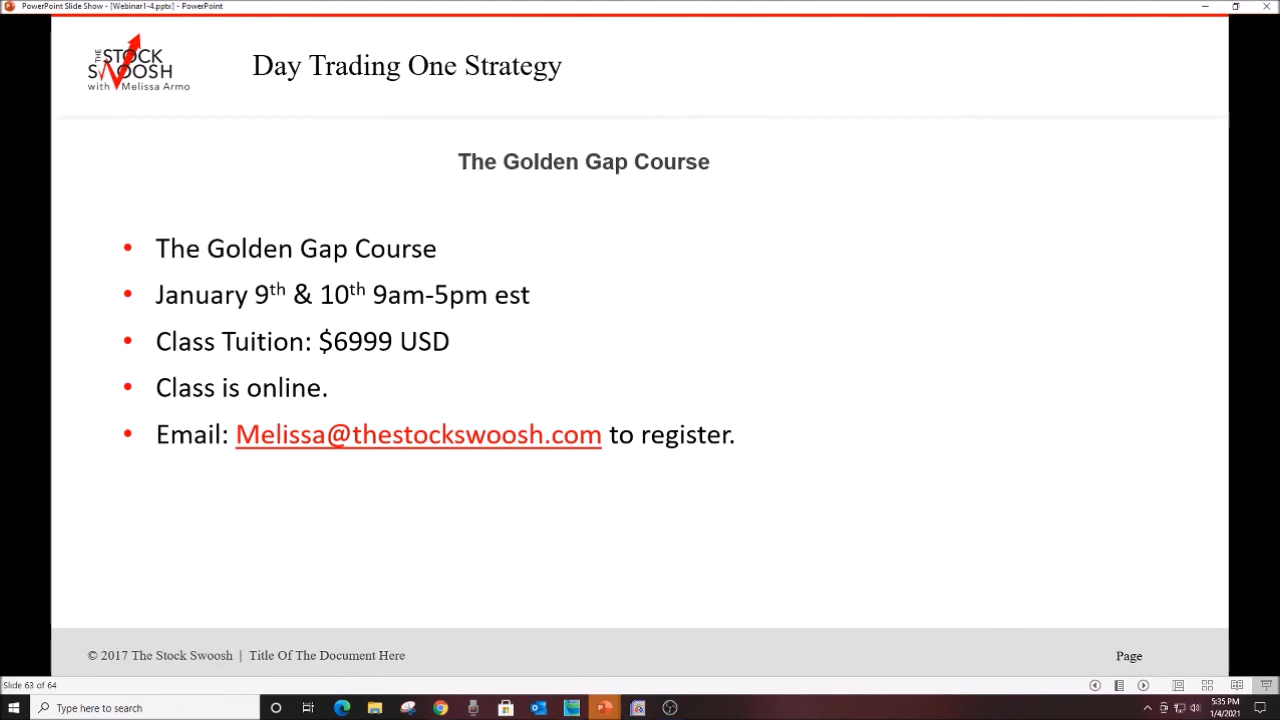 PowerPoint Slide Show - [Webinar1-4.pptx] - PowerPoint
THE STOCK
SWOOSH
with Melissa Armo
Day Trading One Strategy
The Golden Gap Course
• The Golden Gap Course
• January 9th & 10th 9am-5pm est
• Class Tuition: $6999 USD
• Class is online.
• Email: Melissa@thestockswoosh.com to register.
© 2017 The Stock Swoosh | Title Of The Document Here
Page
Slide 63 of 64
Type here to search
5:35 PM
1/4/2021